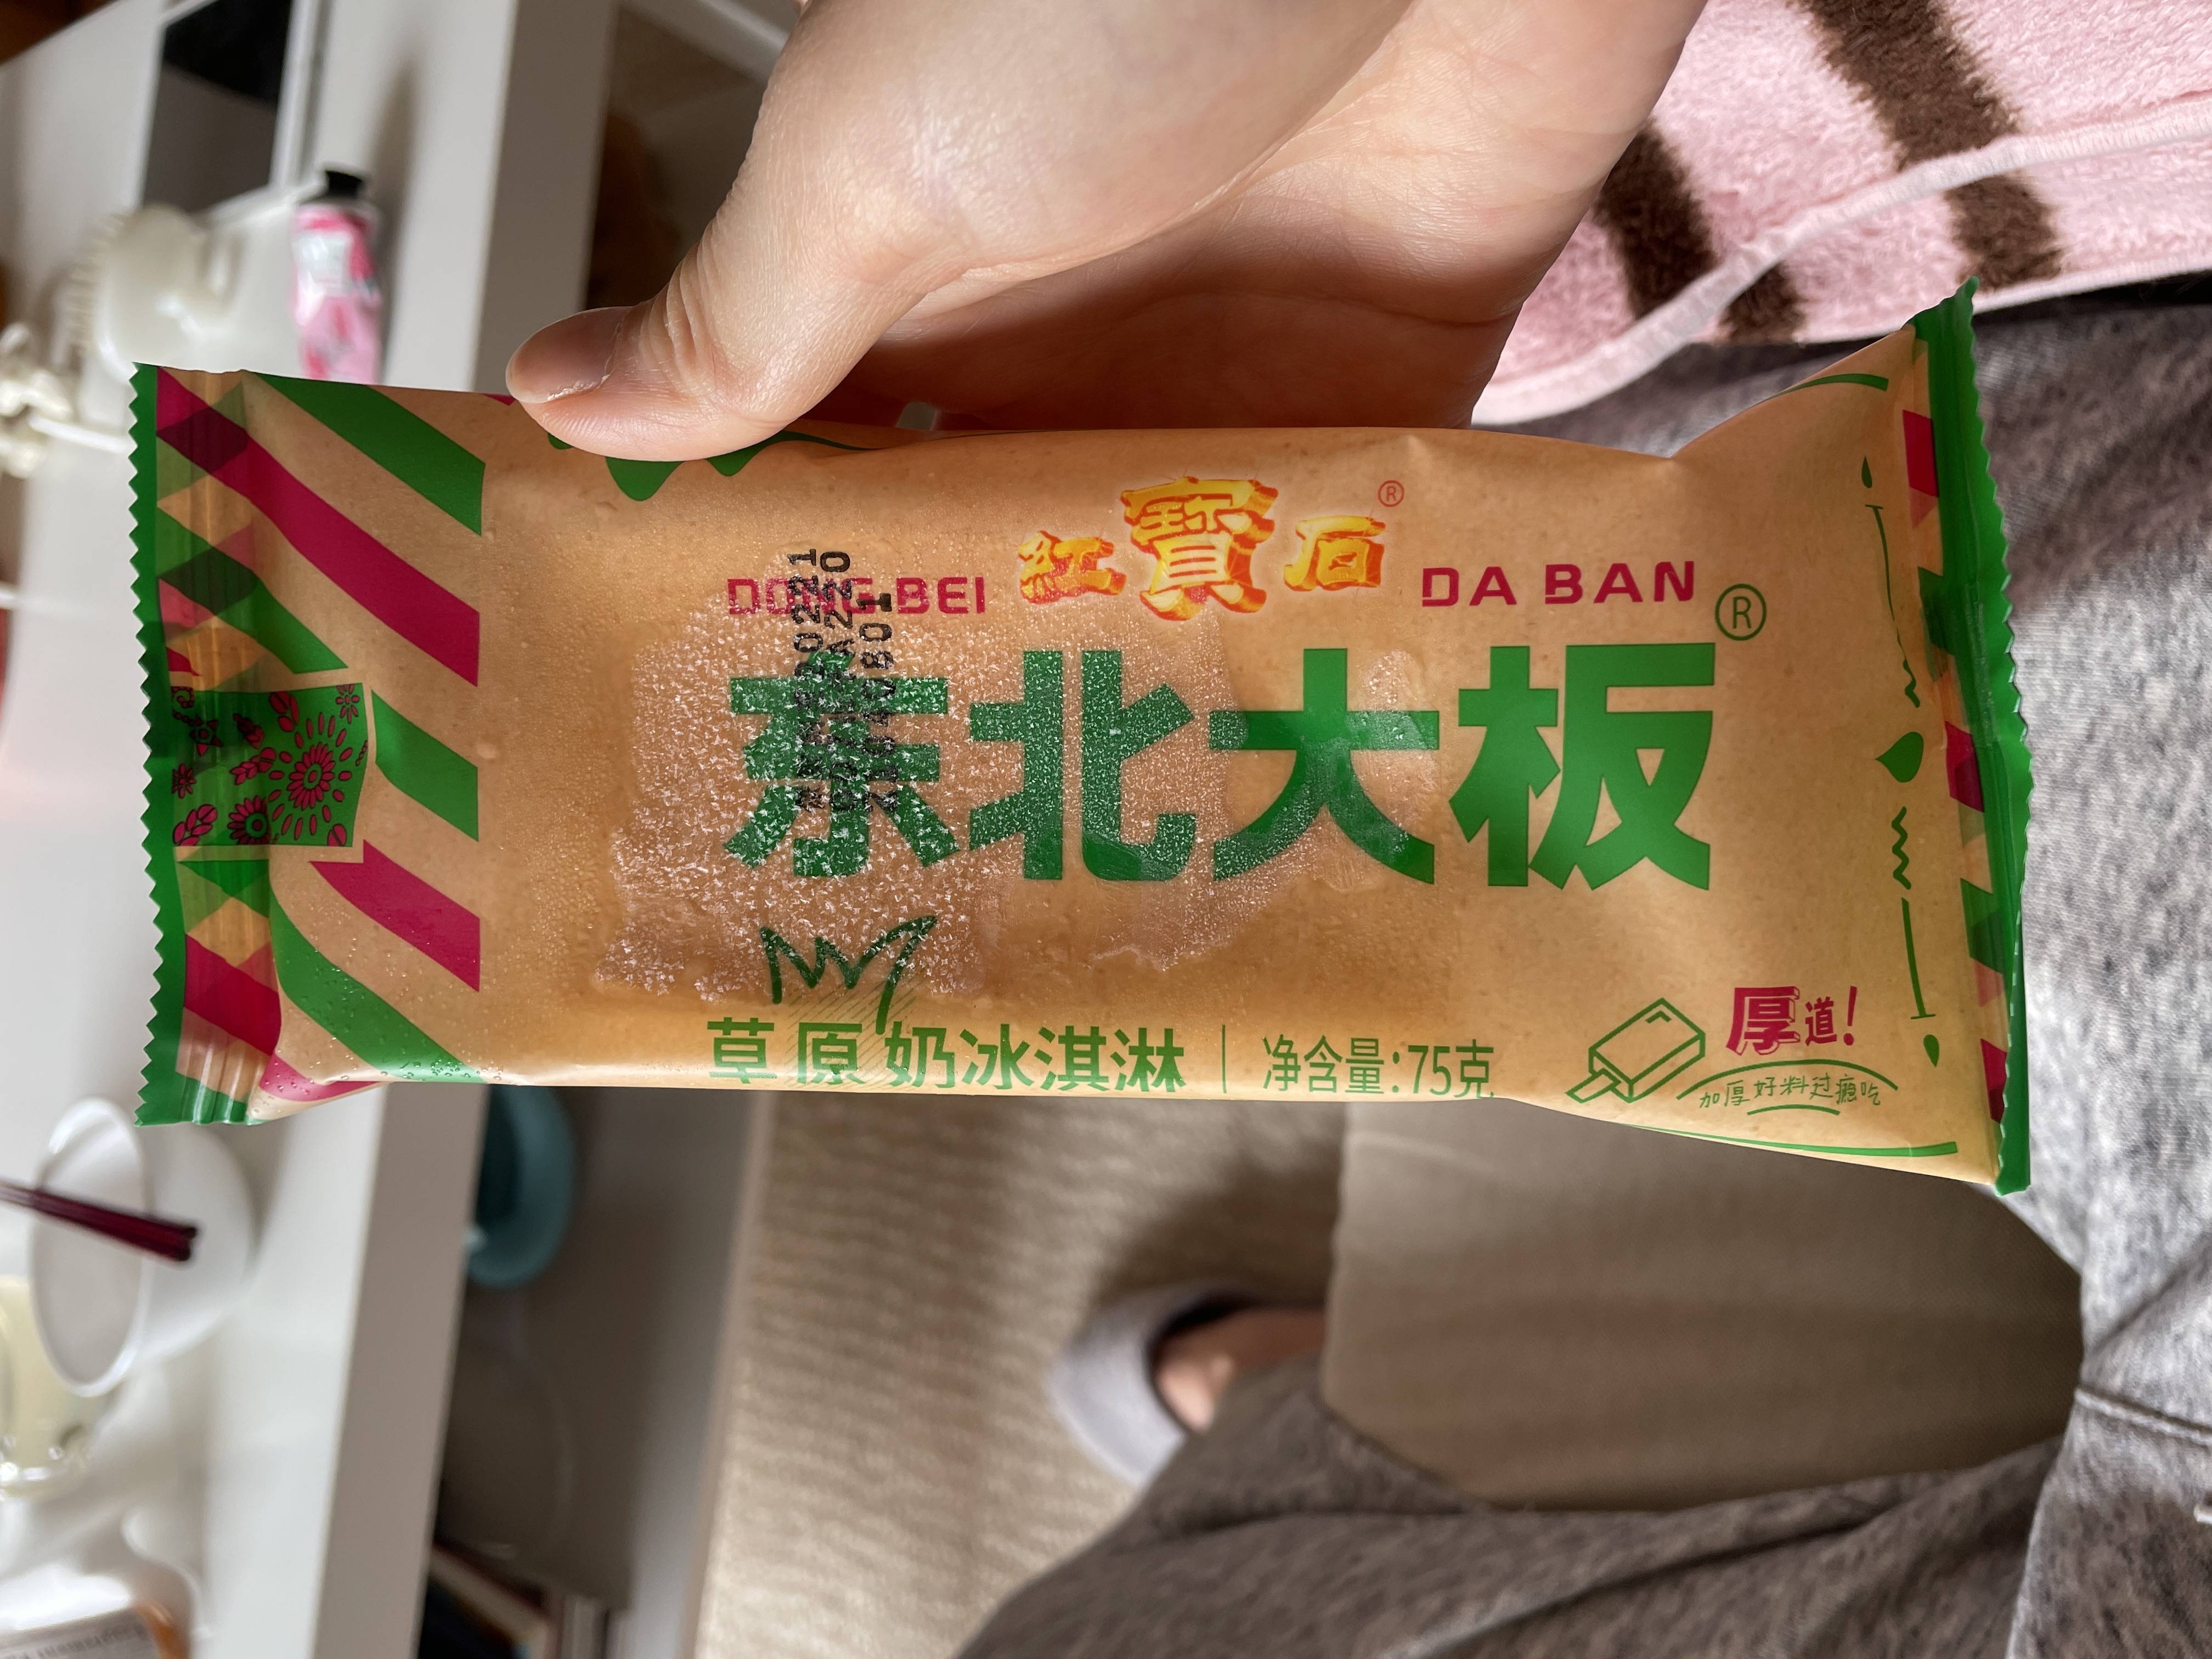 紅寶石®
DONG BEI DA BAN
东北大板®
草原奶冰淇淋 | 净含量:75克
厚道!
加厚好料过瘾吃